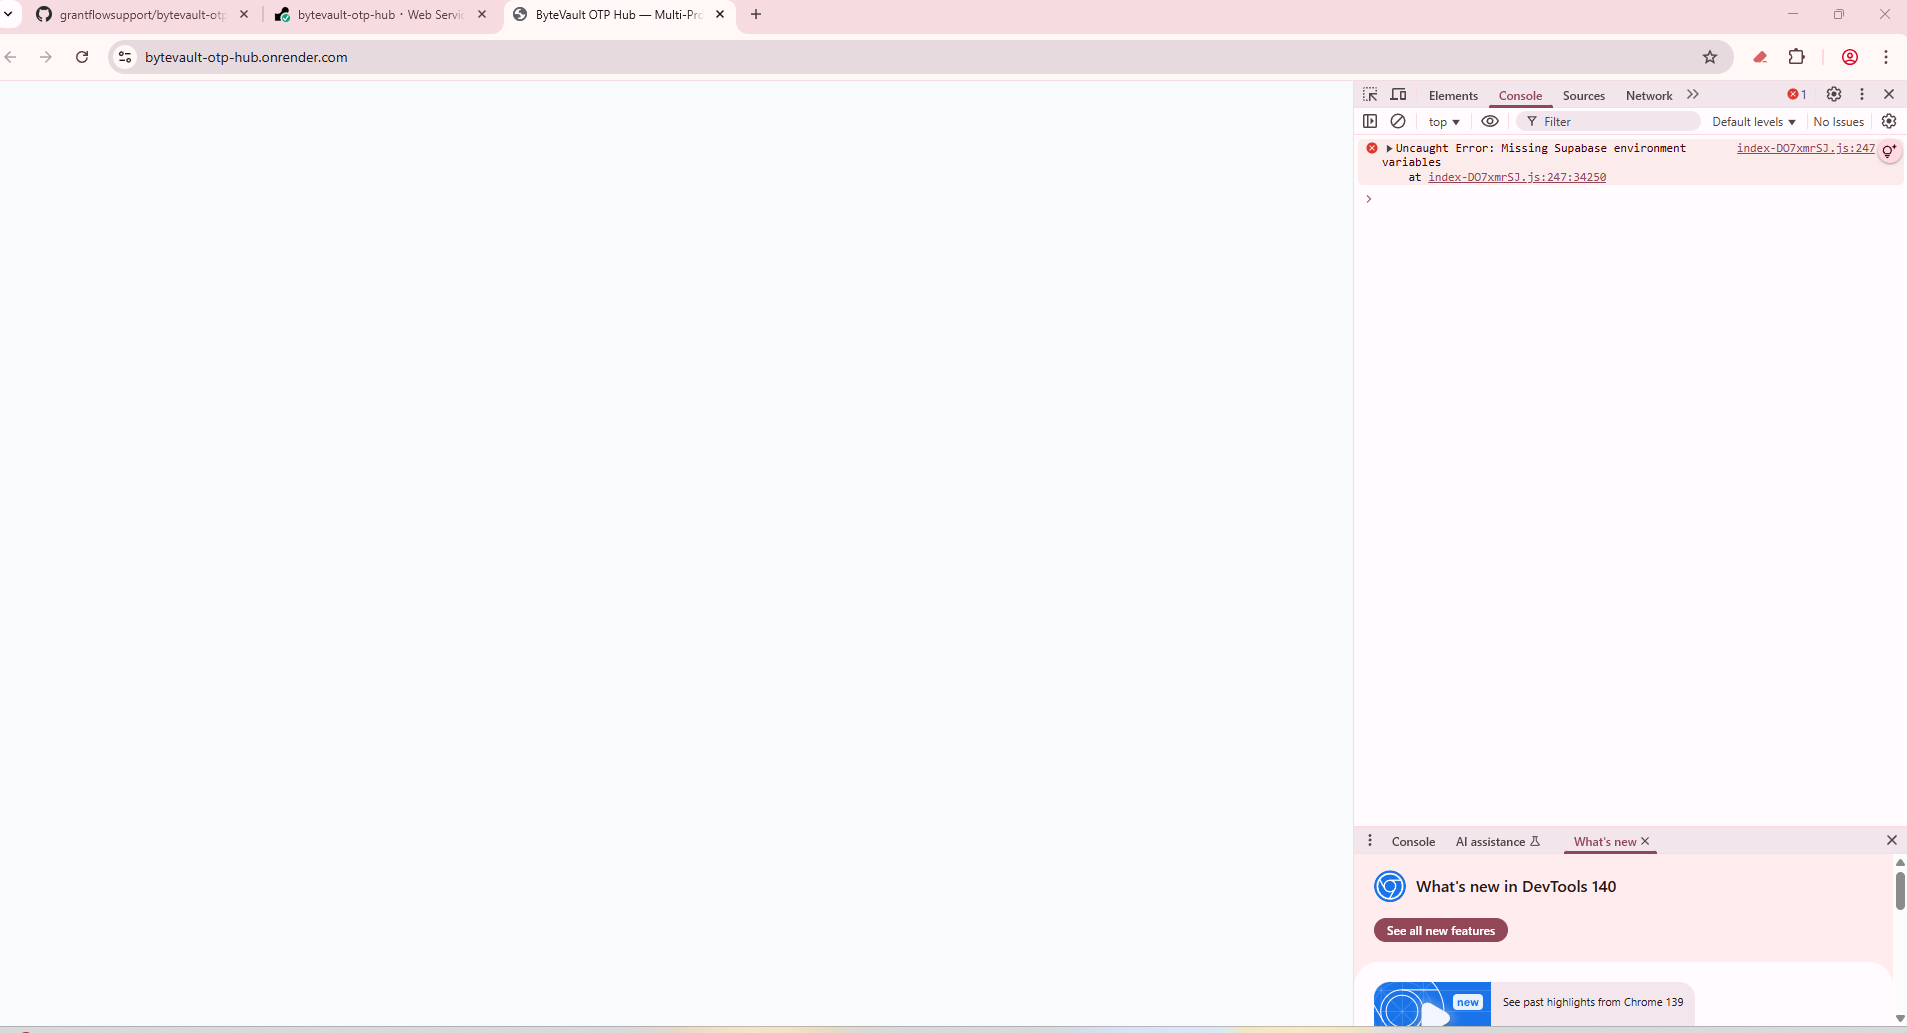 grantflowsupport/bytevault-otp
bytevault-otp-hub · Web Servic
ByteVault OTP Hub — Multi-Pro
bytevault-otp-hub.onrender.com
Elements Console Sources Network 1
top Filter Default levels No Issues
Uncaught Error: Missing Supabase environment index-DO7xmrSJ.js:247
variables
at index-DO7xmrSJ.js:247:34250
Console AI assistance What's new
What's new in DevTools 140
See all new features
new See past highlights from Chrome 139